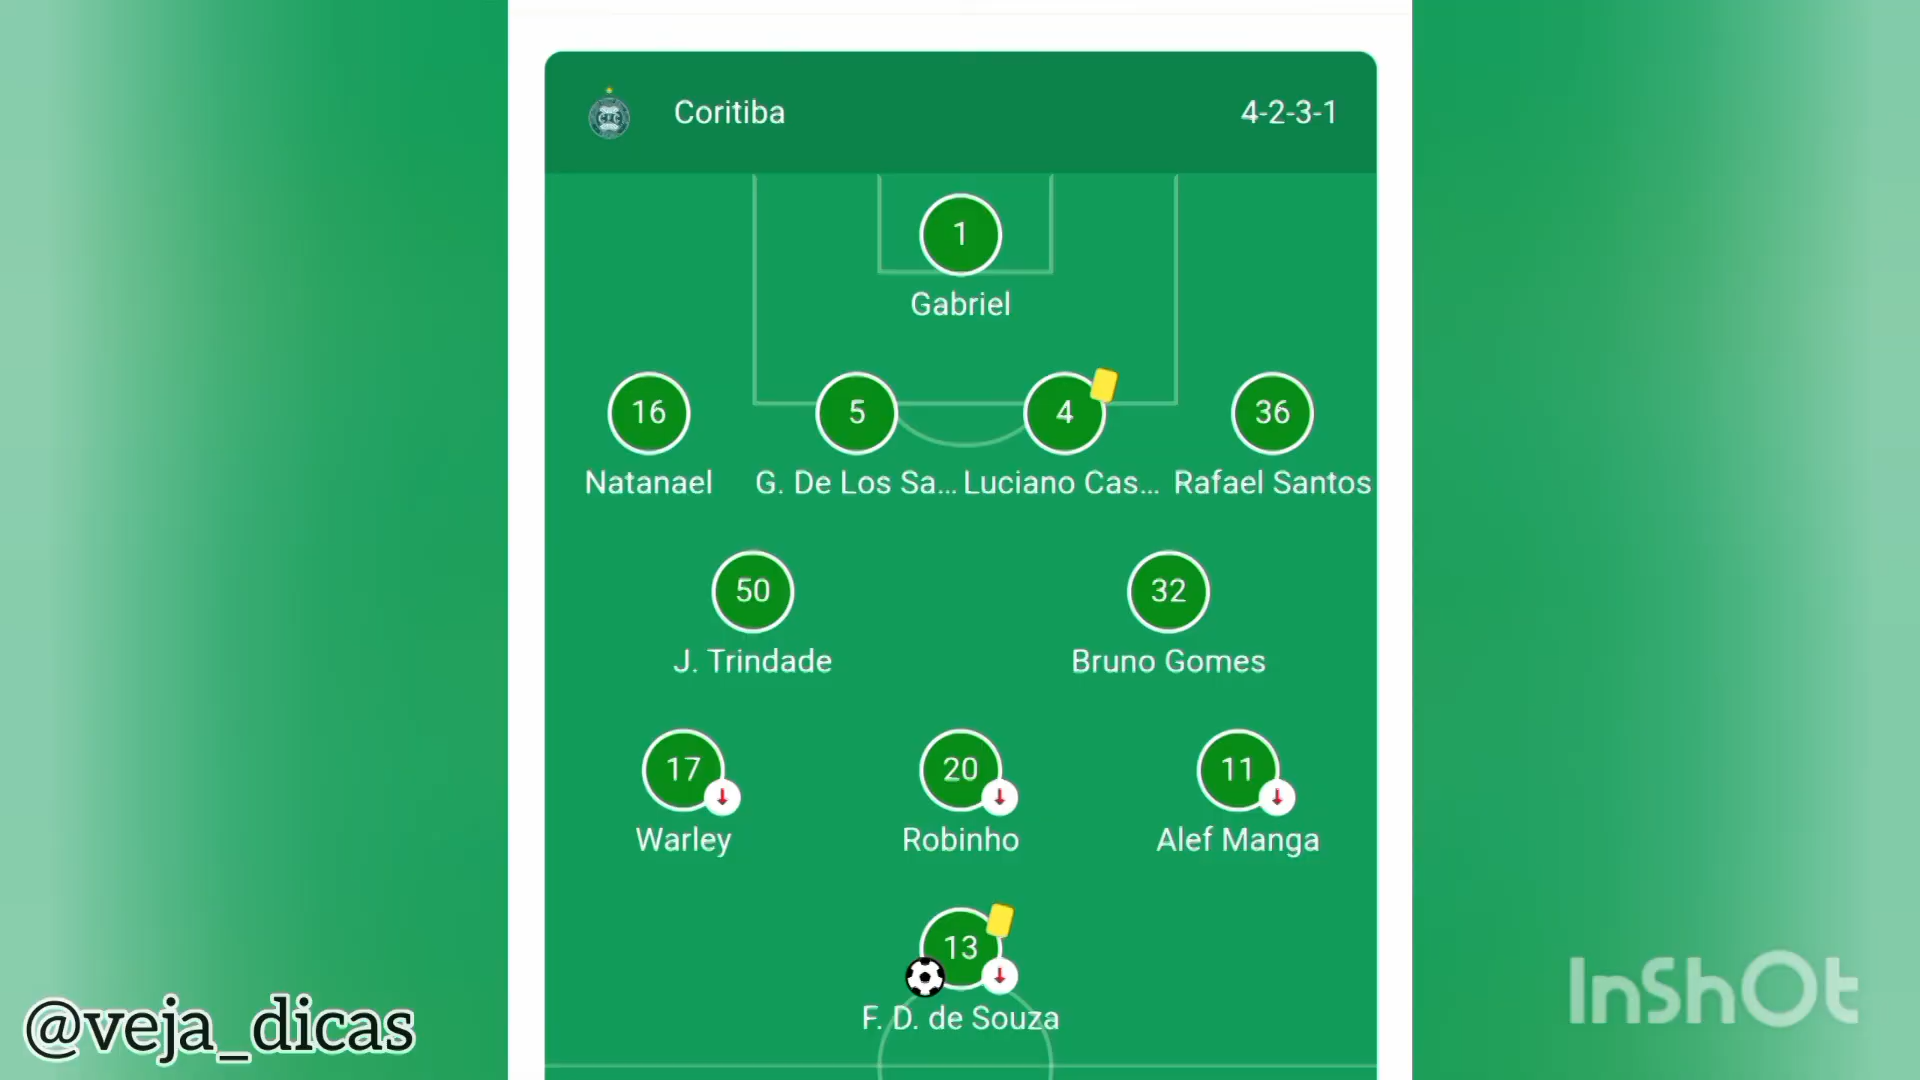 Coritiba 4-2-3-1
CFC
1
Gabriel
16 5 4 36
Natanael G. De Los Sa... Luciano Cas... Rafael Santos
50 32
J. Trindade Bruno Gomes
17 20 11
Warley Robinho Alef Manga
13
F. D. de Souza
@veja_dicas
InShOt